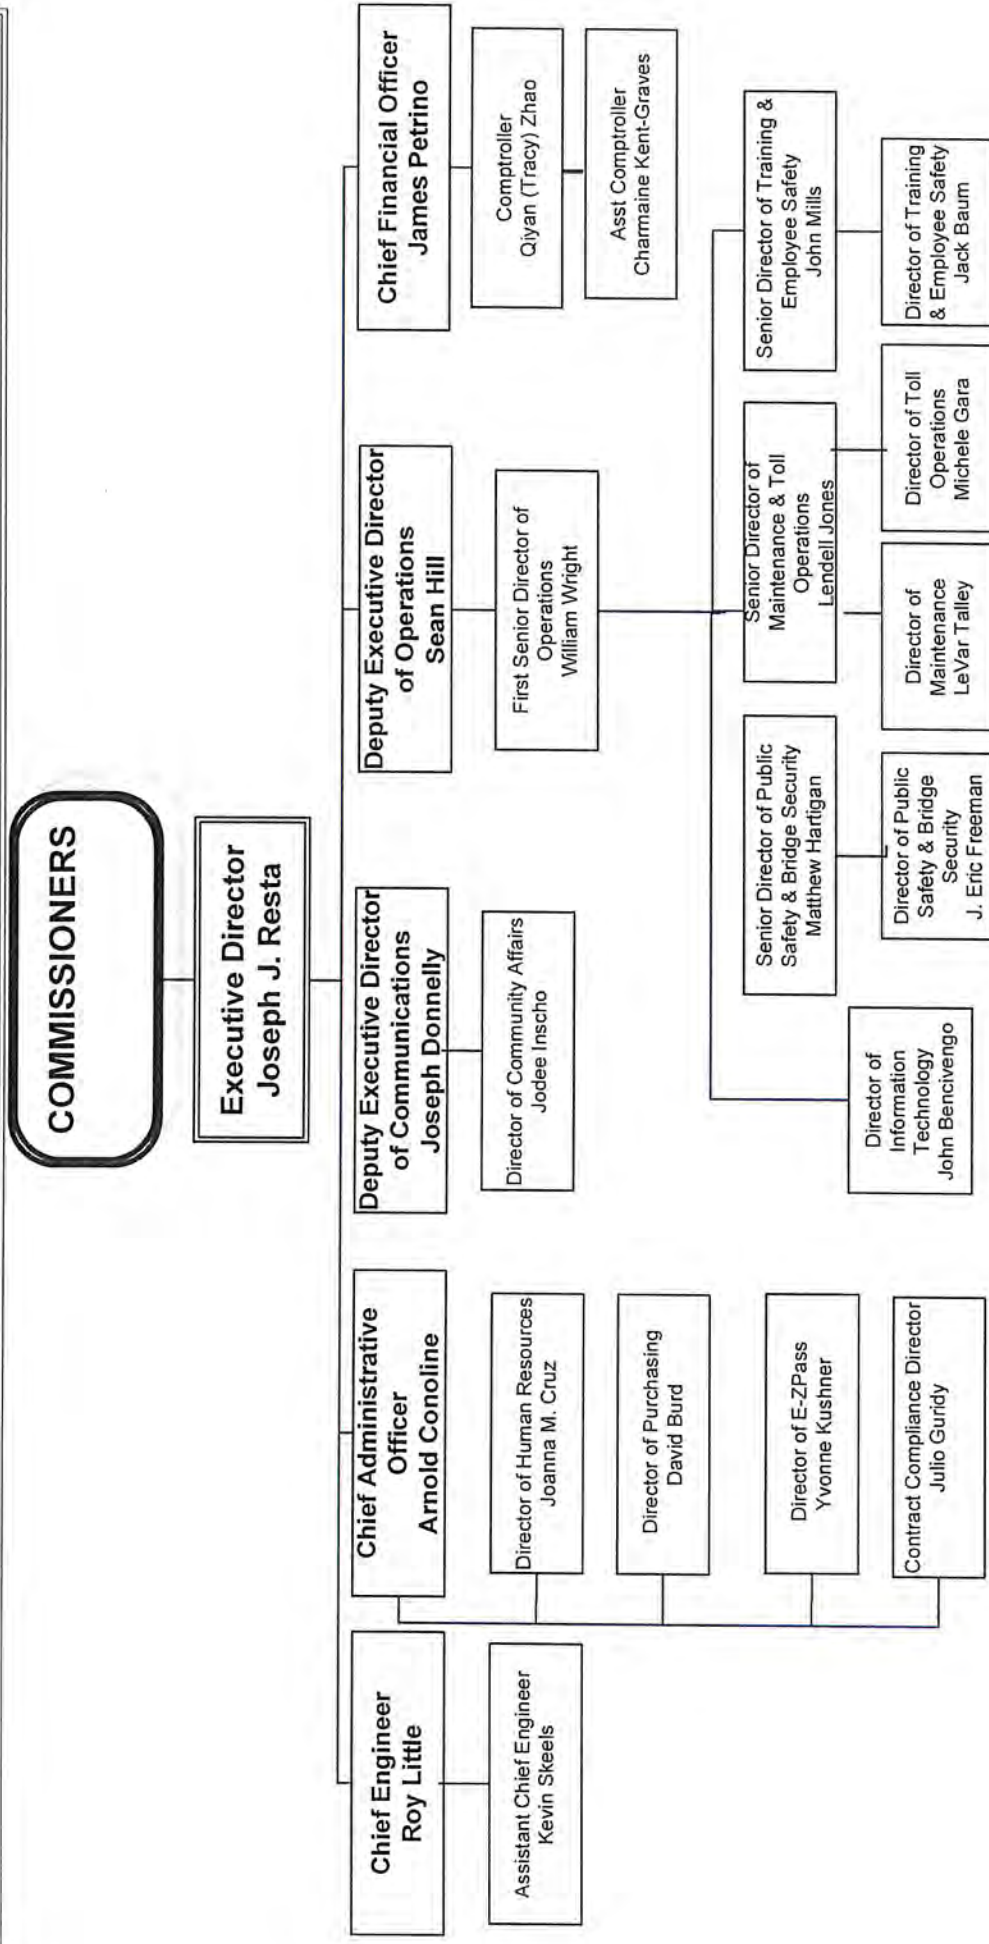 COMMISSIONERS
Executive Director
Joseph J. Resta
Chief Engineer
Roy Little
Assistant Chief Engineer
Kevin Skeels
Chief Administrative
Officer
Arnold Conoline
Director of Human Resources
Joanna M. Cruz
Director of Purchasing
David Burd
Director of E-ZPass
Yvonne Kushner
Contract Compliance Director
Julio Guridy
Deputy Executive Director
of Communications
Joseph Donnelly
Director of Community Affairs
Jodee Inscho
Deputy Executive Director
of Operations
Sean Hill
First Senior Director of
Operations
William Wright
Director of
Information
Technology
John Bencivengo
Senior Director of Public
Safety & Bridge Security
Matthew Hartigan
Director of Public
Safety & Bridge
Security
J. Eric Freeman
Senior Director of
Maintenance & Toll
Operations
Lendell Jones
Director of
Maintenance
LeVar Talley
Director of Toll
Operations
Michele Gara
Senior Director of Training &
Employee Safety
John Mills
Director of Training
& Employee Safety
Jack Baum
Chief Financial Officer
James Petrino
Comptroller
Qiyan (Tracy) Zhao
Asst Comptroller
Charmaine Kent-Graves